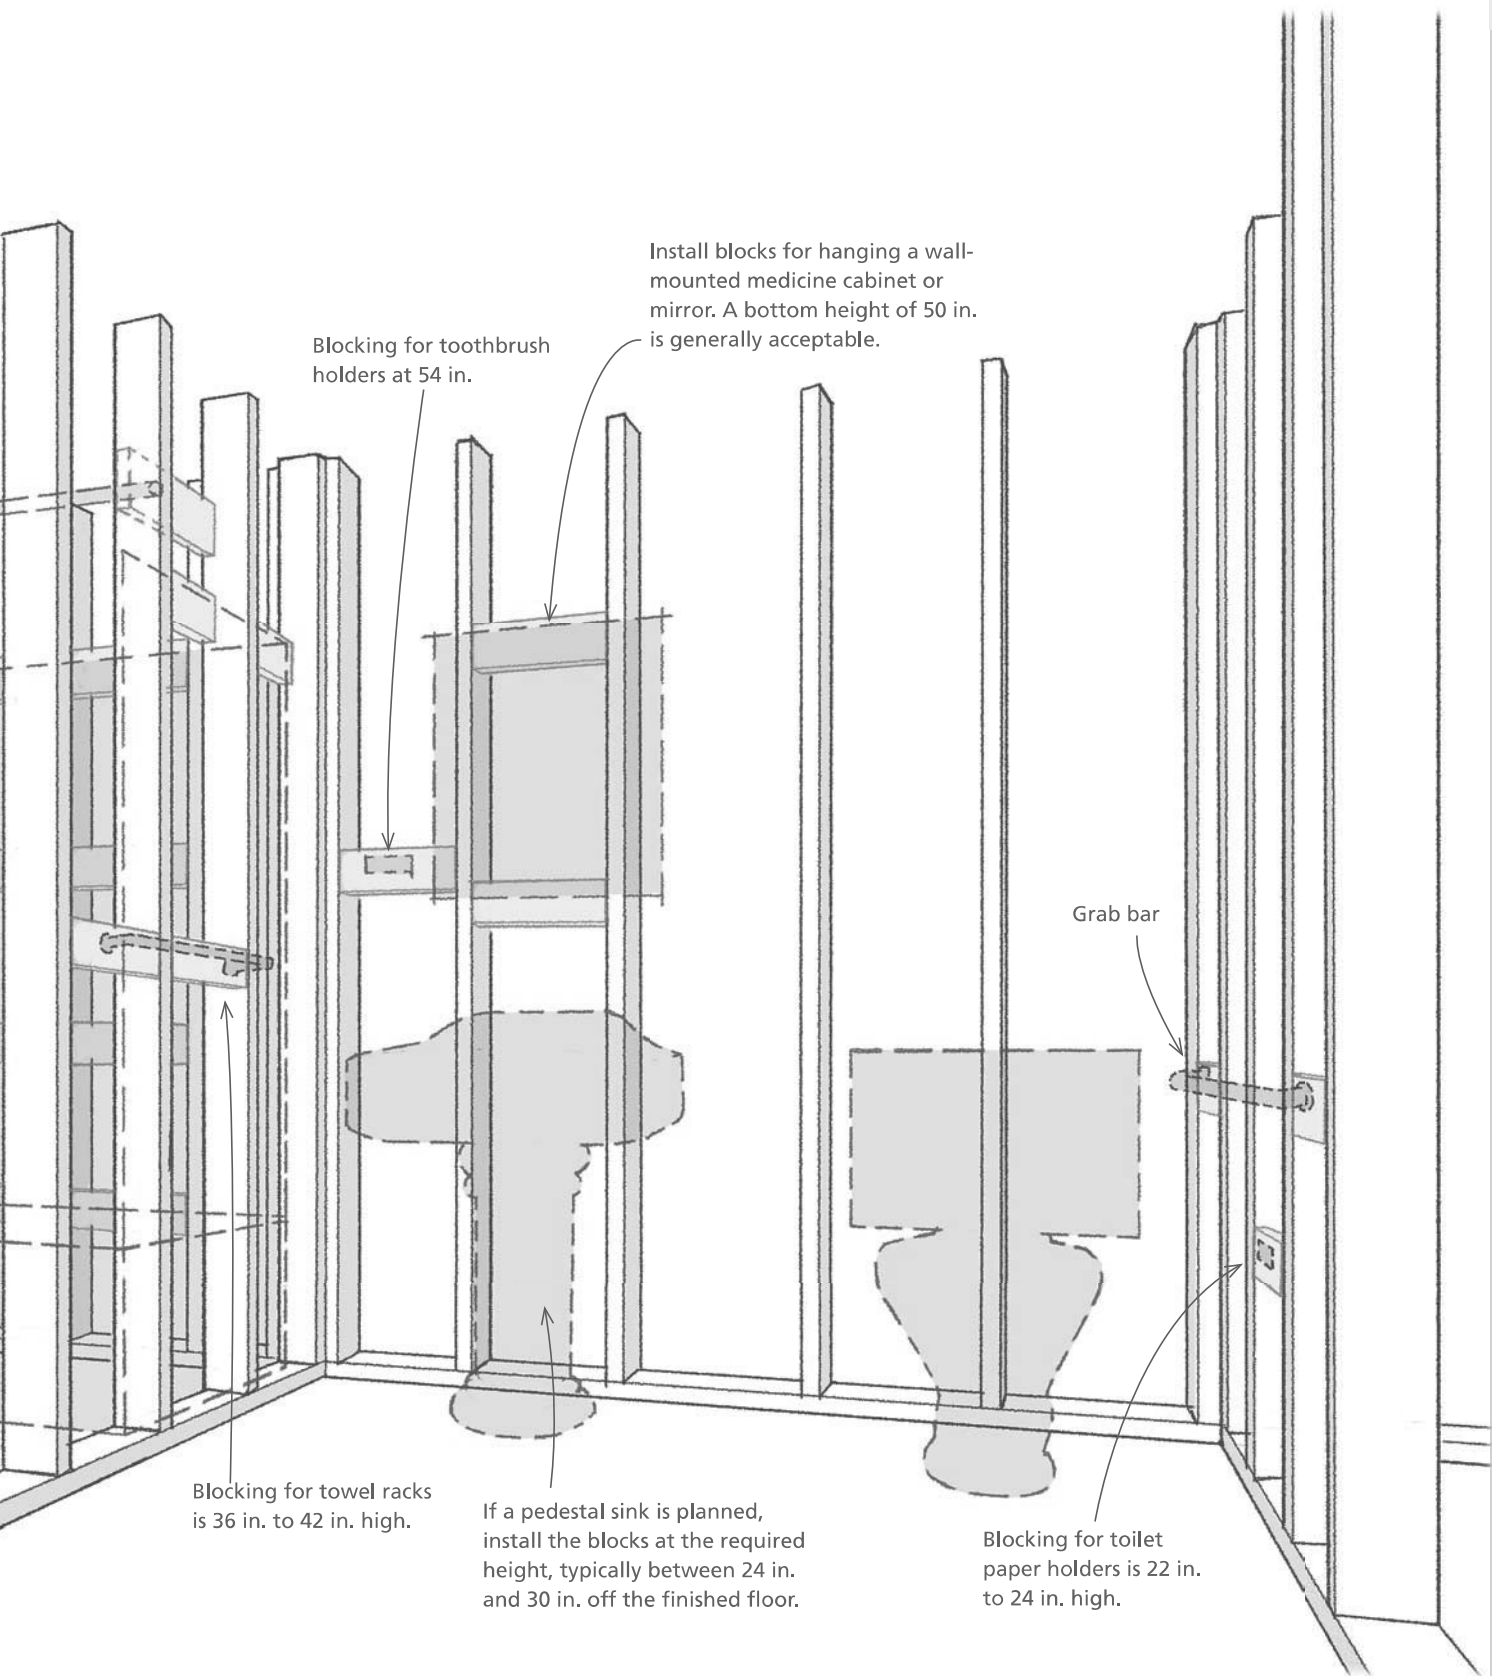 Install blocks for hanging a wall-
mounted medicine cabinet or
mirror. A bottom height of 50 in.
is generally acceptable.
Blocking for toothbrush
holders at 54 in.
Grab bar
Blocking for towel racks
is 36 in. to 42 in. high.
If a pedestal sink is planned,
install the blocks at the required
height, typically between 24 in.
and 30 in. off the finished floor.
Blocking for toilet
paper holders is 22 in.
to 24 in. high.